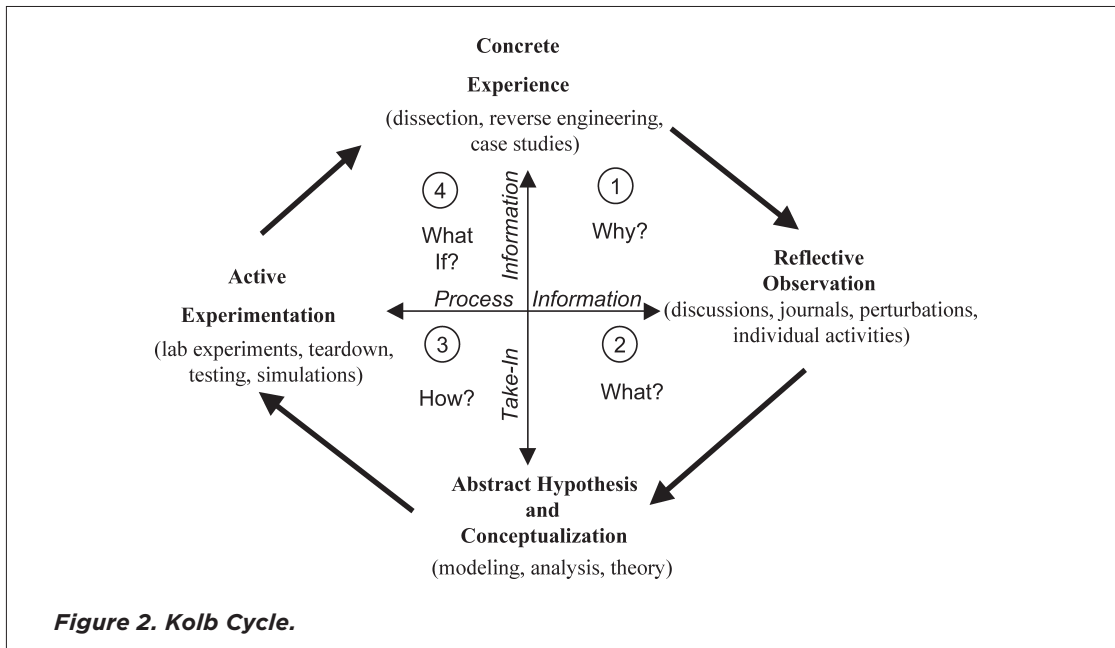 Concrete
Experience
(dissection, reverse engineering,
case studies)
4
What
If?
Information
1
Why?
Active
Experimentation
(lab experiments, teardown,
testing, simulations)
Process Information
Reflective
Observation
(discussions, journals, perturbations,
individual activities)
3
How?
Take-In
2
What?
Abstract Hypothesis
and
Conceptualization
(modeling, analysis, theory)
Figure 2. Kolb Cycle.